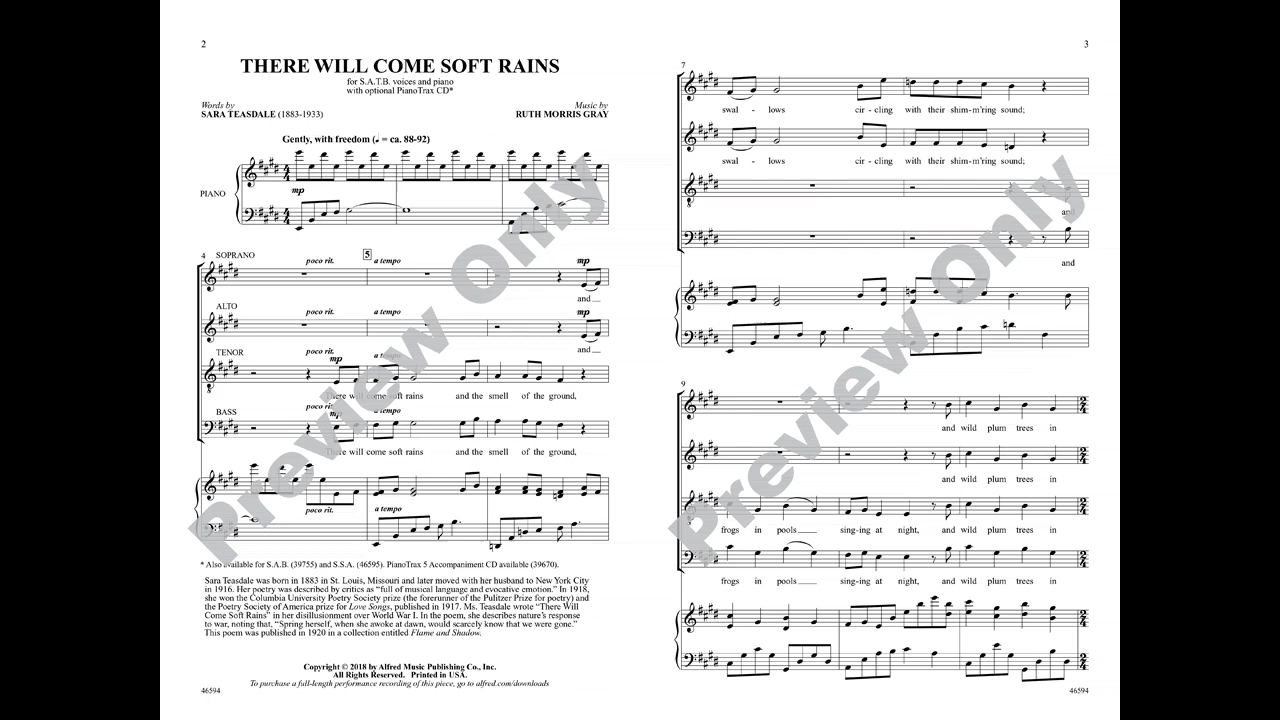 2
THERE WILL COME SOFT RAINS
for S.A.T.B. voices and piano
with optional PianoTrax CD*
Words by
SARA TEASDALE (1883-1933)
Music by
RUTH MORRIS GRAY
Gently, with freedom (♩ = ca. 88-92)
PIANO
mp
4 SOPRANO
poco rit.
5
a tempo
mp
and
ALTO
poco rit.
a tempo
mp
and
TENOR
poco rit.
mp
a tempo
There will come soft rains and the smell of the ground,
BASS
poco rit.
mp
a tempo
There will come soft rains and the smell of the ground,
poco rit.
a tempo
* Also available for S.A.B. (39755) and S.S.A. (46595). PianoTrax 5 Accompaniment CD available (39670).
Sara Teasdale was born in 1883 in St. Louis, Missouri and later moved with her husband to New York City
in 1916. Her poetry was described by critics as “full of musical language and evocative emotion.” In 1918,
she won the Columbia University Poetry Society prize (the forerunner of the Pulitzer Prize for poetry) and
the Poetry Society of America prize for Love Songs, published in 1917. Ms. Teasdale wrote “There Will
Come Soft Rains” in her disillusionment over World War I. In the poem, she describes nature’s response
to war, noting that, “Spring herself, when she awoke at dawn, would scarcely know that we were gone.”
This poem was published in 1920 in a collection entitled Flame and Shadow.
Copyright © 2018 by Alfred Music Publishing Co., Inc.
All Rights Reserved. Printed in USA.
To purchase a full-length performance recording of this piece, go to alfred.com/downloads
46594
Preview Only
3
7
swal - lows cir - cling with their shim-m'ring sound;
swal - lows cir - cling with their shim-m'ring sound;
and
and
9
and wild plum trees in
and wild plum trees in
frogs in pools sing-ing at night, and wild plum trees in
frogs in pools sing-ing at night, and wild plum trees in
46594
Preview Only